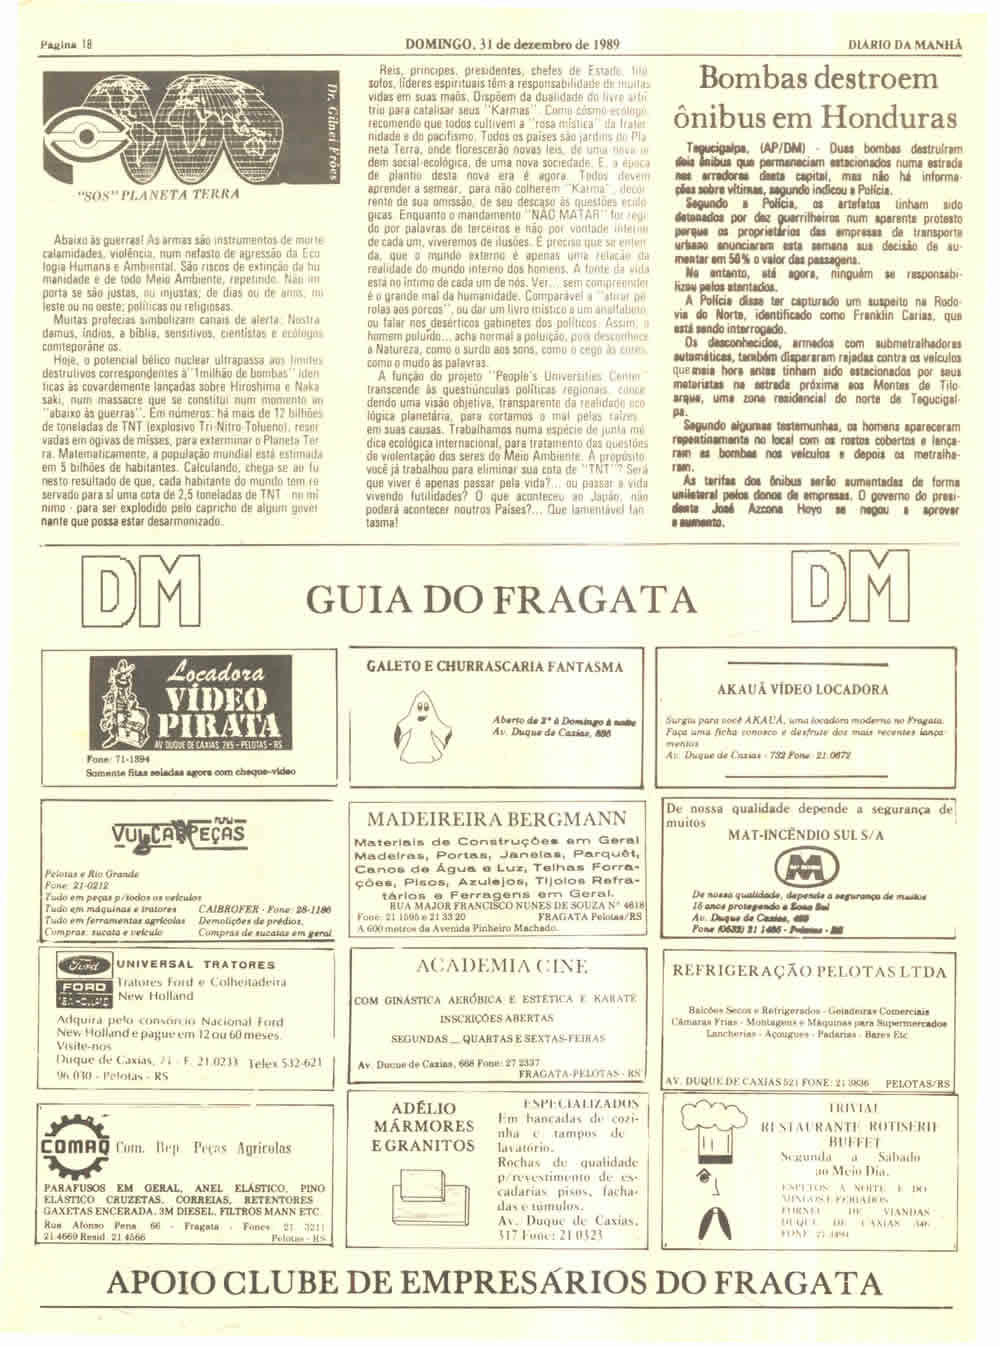 Página 18
DOMINGO, 31 de dezembro de 1989
DIÁRIO DA MANHÃ
Dr. Gilnei Fróes
"SOS" PLANETA TERRA
Abaixo às guerras! As armas são instrumentos de morte
calamidades, violência, num nefasto de agressão da Eco
logia Humana e Ambiental. São riscos de extinção da hu
manidade e de todo Meio Ambiente, repetindo. Não im
porta se são justas, ou injustas; de dias ou de anos, no
leste ou no oeste; políticas ou religiosas.
Muitas profecias simbolizam canais de alerta. Nostra
damus, índios, a bíblia, sensitivos, cientistas e ecólogos
comteporâne os.
Hoje, o potencial bélico nuclear ultrapassa aos limites
destrulivos correspondentes à "1milhão de bombas" iden
ticas às covardemente lançadas sobre Hiroshima e Naka
saki, num massacre que se constitui num momento an
"abaixo às guerras". Em números: há mais de 12 bilhões
de toneladas de TNT (explosivo Tri-Nitro-Tolueno), reser
vadas em ogivas de misses, para exterminar o Planeta Ter
ra. Matematicamente, a população mundial está estimada
em 5 bilhões de habitantes. Calculando, chega-se ao fu
nesto resultado de que, cada habitante do mundo tem re
servado para sí uma cota de 2,5 toneladas de TNT no mí
nimo - para ser explodido pelo capricho de algum gover
nante que possa estar desarmonizado.
Reis, príncipes, presidentes, chefes de Estado, filó
sofos, líderes espirituais têm a responsabilidade de muitas
vidas em suas maõs. Dispõem da dualidade do livre arbí
trio para catalisar seus "Karmas". Como cósmo-ecólogo,
recomendo que todos cultivem a "rosa mística" da frater
nidade e do pacifismo. Todos os países são jardins do Pla
neta Terra, onde florescerão novas leis, de uma nova or
dem social-ecológica, de uma nova sociedade. E, a época
de plantio desta nova era é agora. Todos devem
aprender a semear, para não colherem "Karma", decor
rente de sua omissão, de seu descaso às questões ecoló
gicas. Enquanto o mandamento "NÃO MATAR" for regi
do por palavras de terceiros e não por vontade interior
de cada um, viveremos de ilusões. É preciso que se enten
da, que o mundo externo é apenas uma relação da
realidade do mundo interno dos homens. A fonte da vida
está no íntimo de cada um de nós. Ver... sem compreender
é o grande mal da humanidade. Comparável a "atirar pé
rolas aos porcos", ou dar um livro místico a um analfabeto,
ou falar nos desérticos gabinetes dos políticos. Assim, o
homem poluído... acha normal a poluição, pois desconhece
a Natureza, como o surdo aos sons, como o cego às cores,
como o mudo às palavras.
A função do projeto "People's Universities Center"
transcende às questiúnculas políticas regionais, conce
dendo uma visão objetiva, transparente da realidade eco
lógica planetária, para cortamos o mal pelas raízes,
em suas causas. Trabalhamos numa espécie de junta mé
dica ecológica internacional, para tratamento das questões
de violentação dos seres do Meio Ambiente. A propósito,
você já trabalhou para eliminar sua cota de "TNT"? Será
que viver é apenas passar pela vida?... ou passar a vida
vivendo futilidades? O que aconteceu ao Japão, não
poderá acontecer noutros Países?... Que lamentável fan
tasma!
Bombas destroem
ônibus em Honduras
Tegucigalpa, (AP/DM) - Duas bombas destruíram
dois ônibus que permaneciam estacionados numa estrada
nos arredores desta capital, mas não há informa-
ções sobre vítimas, segundo indicou a Polícia.
Segundo a Polícia, os artefatos tinham sido
detonados por dez guerrilheiros num aparente protesto
porque os proprietários das empresas de transporte
urbano anunciaram esta semana sua decisão de au-
mentar em 50% o valor das passagens.
No entanto, até agora, ninguém se responsabi-
lizou pelos atentados.
A Polícia disse ter capturado um suspeito na Rodo-
via do Norte, identificado como Franklin Carias, que
está sendo interrogado.
Os desconhecidos, armados com submetralhadoras
automáticas, também dispararam rajadas contra os veículos
que meia hora antes tinham sido estacionados por seus
motoristas na estrada próxima aos Montes de Tilo-
arque, uma zona residencial do norte de Tegucigal-
pa.
Segundo algumas testemunhas, os homens apareceram
repentinamente no local com os rostos cobertos e lança-
ram as bombas nos veículos e depois os metralha-
ram.
As tarifas dos ônibus serão aumentadas de forma
unilateral pelos donos de empresas. O governo do presi-
dente José Azcona Hoyo se negou a aprovar
o aumento.
DM
GUIA DO FRAGATA
DM
Locadora
VÍDEO
PIRATA
AV DUQUE DE CAXIAS, 285 - PELOTAS - RS
Fone: 71-1894
Somente fitas seladas agora com cheque-vídeo
GALETO E CHURRASCARIA FANTASMA
Aberto de 2ª à Domingo à noite
Av. Duque de Caxias, 686
AKAUÃ VÍDEO LOCADORA
Surgiu para você AKAUÃ, uma locadora moderna no Fragata.
Faça uma ficha conosco e desfrute dos mais recentes lança-
mentos
Av. Duque de Caxias - 732 Fone: 21.0672
VULCAPEÇAS
Pelotas e Rio Grande
Fone: 21-0212
Tudo em peças p/todos os veículos
Tudo em máquinas e tratores CAIBROFER - Fone: 28-1186
Tudo em ferramentas agrícolas Demolições de prédios.
Compras: sucata e veículo Compras de sucatas em geral
MADEIREIRA BERGMANN
Materiais de Construções em Geral
Madeiras, Portas, Janelas, Parquêt,
Canos de Água e Luz, Telhas Forra-
ções, Pisos, Azulejos, Tijolos Refra-
tários e Ferragens em Geral.
RUA MAJOR FRANCISCO NUNES DE SOUZA Nº 4618
Fone: 21 1595 e 21 33 20 FRAGATA Pelotas/RS
A 600 metros da Avenida Pinheiro Machado.
De nossa qualidade depende a segurança de
muitos
MAT-INCÊNDIO SUL S/A
M
De nossa qualidade, depende a segurança de muitos
15 anos protegendo a Zona Sul
Av. Duque de Caxias,
Fone (0532) 21 1486 - Pelotas - RS
Ford
FORD
NEW HOLLAND
UNIVERSAL TRATORES
Tratores Ford e Colheitadeira
New Holland
Adquira pelo consórcio Nacional Ford
New Holland e pague em 12 ou 60 meses.
Visite-nos
Duque de Caxias, 71 - F. 21.0233 Telex 532-621
96.030 - Pelotas - RS
ACADEMIA CINE
COM GINÁSTICA AERÓBICA E ESTÉTICA E KARATÊ
INSCRIÇÕES ABERTAS
SEGUNDAS _ QUARTAS E SEXTAS-FEIRAS
Av. Duque de Caxias, 668 Fone: 27 2337
FRAGATA-PELOTAS - RS
REFRIGERAÇÃO PELOTAS LTDA
Balcões Secos e Refrigerados - Geladeiras Comerciais
Câmaras Frias - Montagens e Máquinas para Supermercados
Lancherias - Açougues - Padarias - Bares Etc
AV. DUQUE DE CAXIAS 521 FONE: 21 3836 PELOTAS/RS
COMAQ
Com. Rep. Peças Agrícolas
PARAFUSOS EM GERAL, ANEL ELÁSTICO, PINO
ELÁSTICO CRUZETAS, CORREIAS, RETENTORES
GAXETAS ENCERADA, 3M DIESEL, FILTROS MANN ETC.
Rua Afonso Pena 66 - Fragata - Fones: 21 3211
21.4669 Resid. 21 4566 Pelotas - RS
ADÉLIO
MÁRMORES
E GRANITOS
ESPECIALIZADOS
Em bancadas de cozi-
nha e tampos de
lavatório.
Rochas de qualidade
p/revestimento de es-
cadarias pisos, facha-
das e túmulos.
Av. Duque de Caxias,
317 Fone: 21 0323
TRIVIAL
RESTAURANTE ROTISERIE
BUFFET
Segunda a Sábado
ao Meio Dia.
ESPETOS À NOITE E DO
MINGOS E FERIADOS
FORNEI DE VIANDAS
DUQUE DE CAXIAS 346
FONE 21 3494
APOIO CLUBE DE EMPRESÁRIOS DO FRAGATA